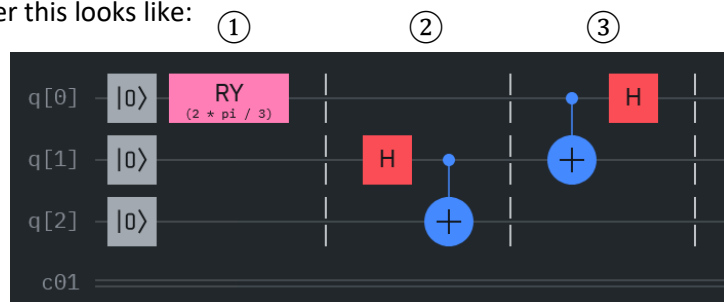 er this looks like:
① ② ③
q[0] |0⟩ RY H
(2 * pi / 3)
q[1] |0⟩ H
q[2] |0⟩
c01